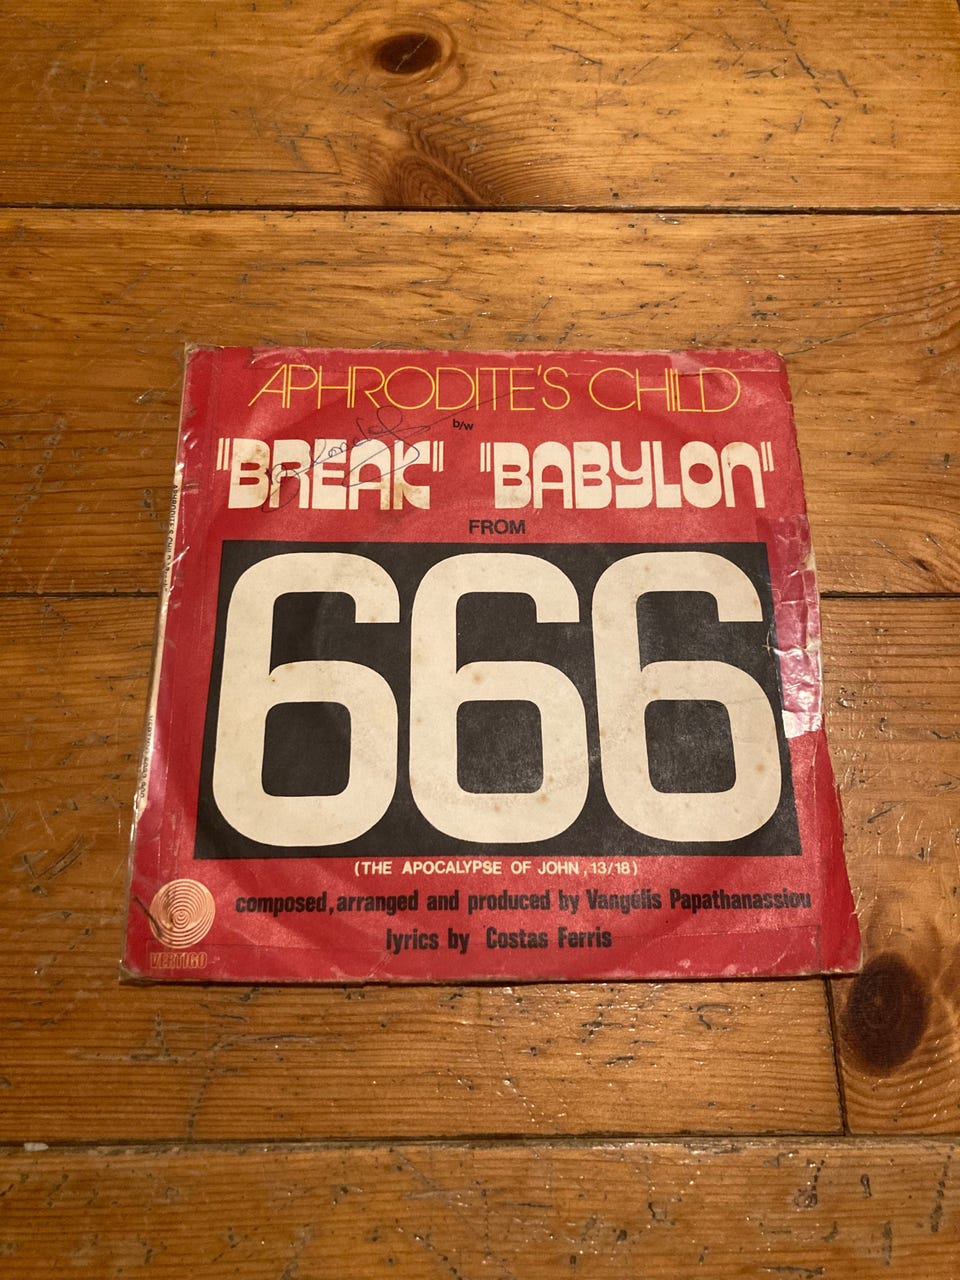 APHRODITE'S CHILD
b/w
"BREAK" "BABYLON"
FROM
666
(THE APOCALYPSE OF JOHN, 13/18)
composed, arranged and produced by Vangélis Papathanassiou
lyrics by Costas Ferris
VERTIGO